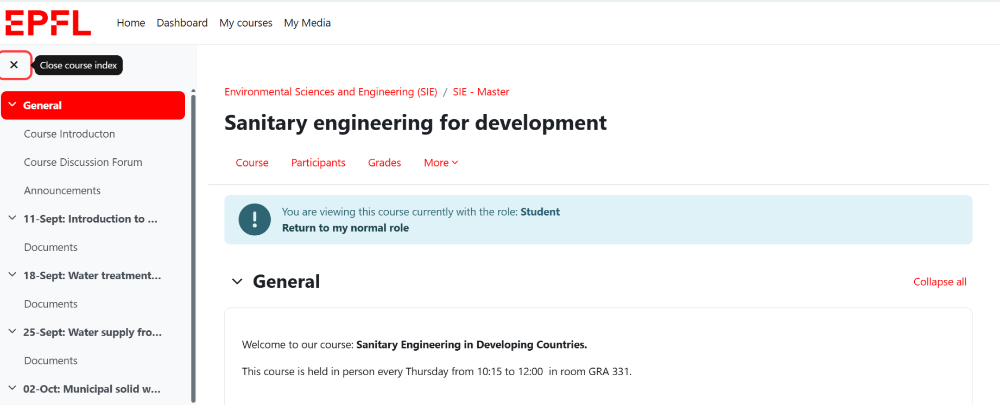 EPFL
Home Dashboard My courses My Media
Close course index
General
Course Introducton
Course Discussion Forum
Announcements
11-Sept: Introduction to ...
Documents
18-Sept: Water treatment...
Documents
25-Sept: Water supply fro...
Documents
02-Oct: Municipal solid w...
Environmental Sciences and Engineering (SIE) / SIE - Master
Sanitary engineering for development
Course Participants Grades More
You are viewing this course currently with the role: Student
Return to my normal role
General
Collapse all
Welcome to our course: Sanitary Engineering in Developing Countries.
This course is held in person every Thursday from 10:15 to 12:00 in room GRA 331.